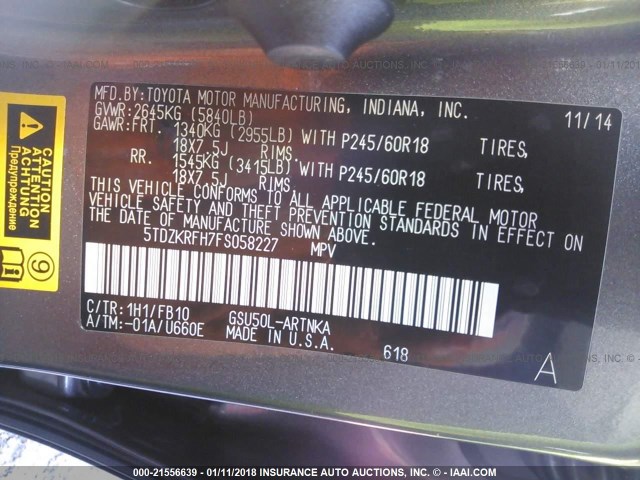 MFD.BY:TOYOTA MOTOR MANUFACTURING, INDIANA, INC.
GVWR:2645KG (5840LB) 11/14
GAWR:FRT. 1340KG (2955LB) WITH P245/60R18 TIRES,
18X7.5J RIMS,
RR. 1545KG (3415LB) WITH P245/60R18 TIRES,
18X7.5J RIMS,
THIS VEHICLE CONFORMS TO ALL APPLICABLE FEDERAL MOTOR
VEHICLE SAFETY AND THEFT PREVENTION STANDARDS IN EFFECT ON
THE DATE OF MANUFACTURE SHOWN ABOVE.
5TDZKRFH7FS058227 MPV
C/TR:1H1/FB10 GSU50L-ARTNKA
A/TM:-01A/U660E MADE IN U.S.A.
618 A
Предупреждение
9
000-21556639 - 01/11/2018 INSURANCE AUTO AUCTIONS, INC. - IAAI.COM